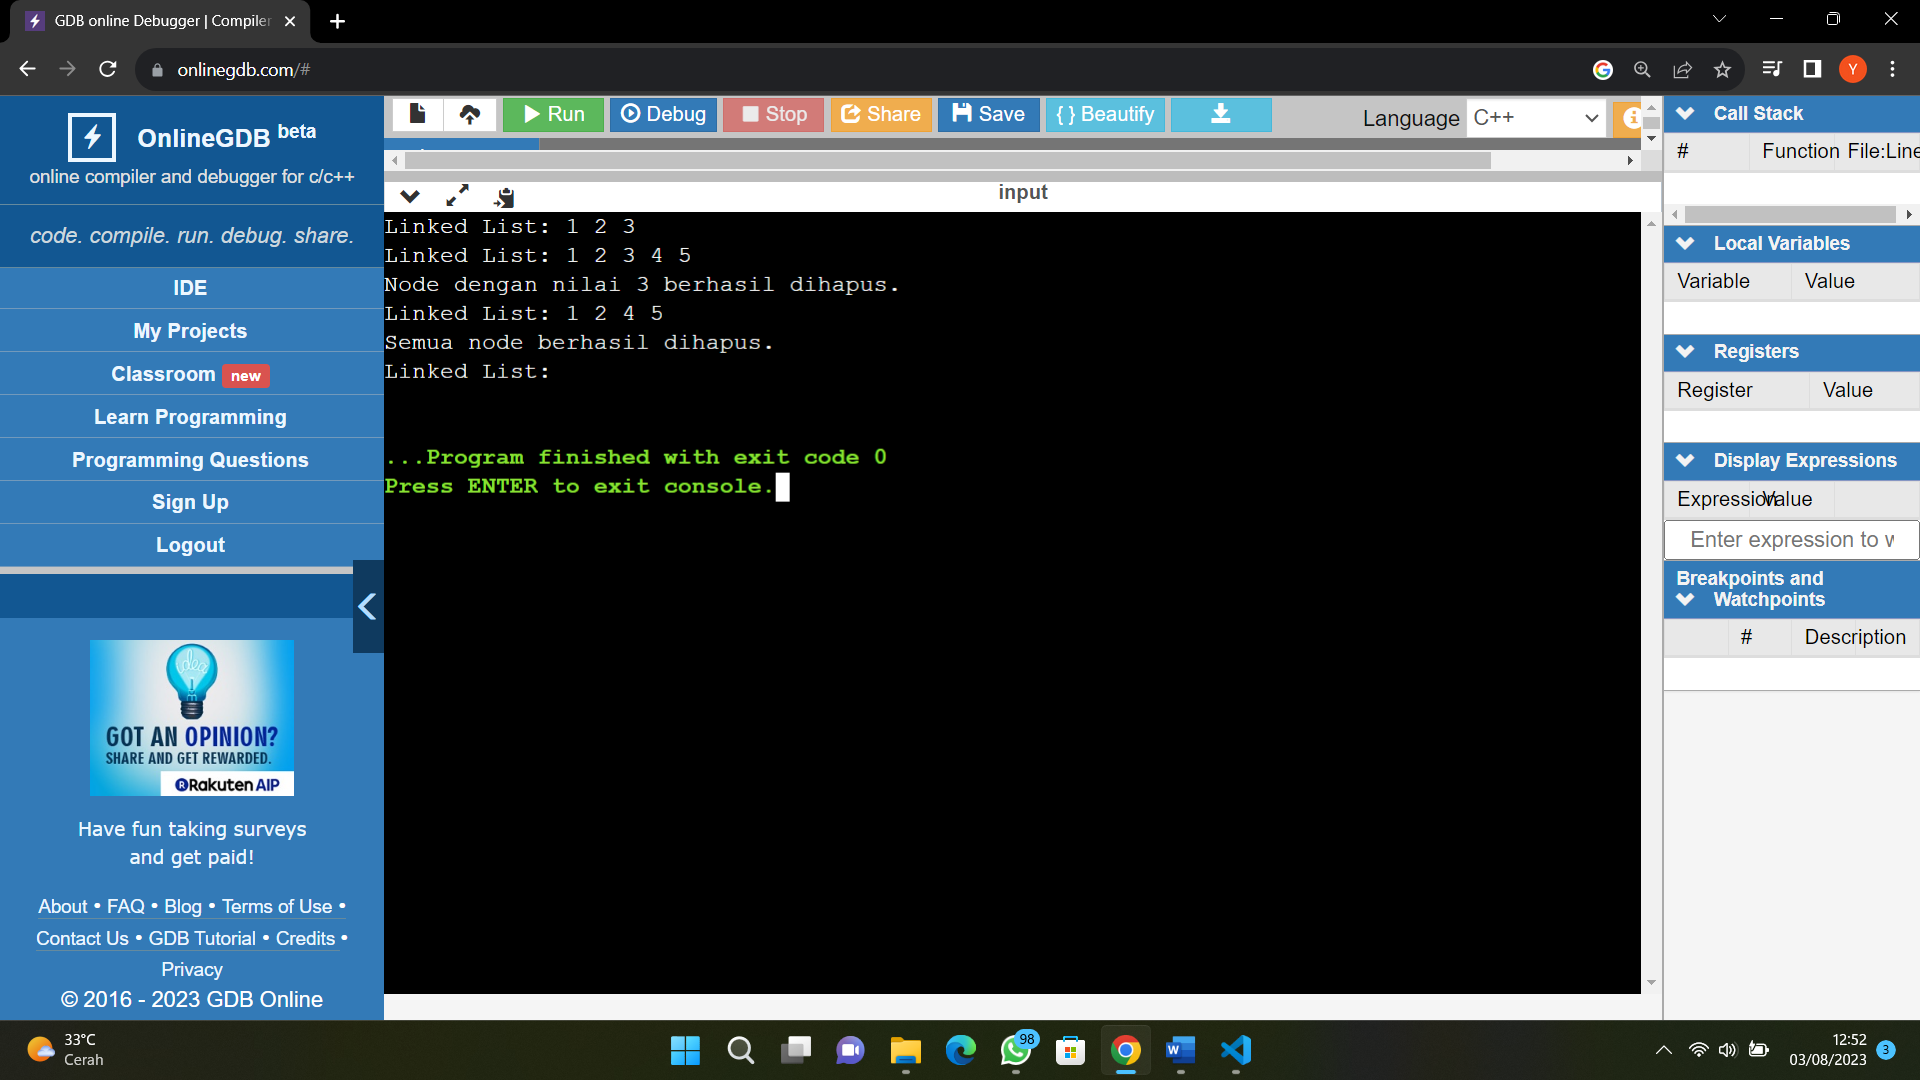 GDB online Debugger | Compiler
onlinegdb.com/#
OnlineGDB beta
online compiler and debugger for c/c++
code. compile. run. debug. share.
IDE
My Projects
Classroom new
Learn Programming
Programming Questions
Sign Up
Logout
idea
GOT AN OPINION?
SHARE AND GET REWARDED.
Rakuten AIP
Have fun taking surveys
and get paid!
About • FAQ • Blog • Terms of Use •
Contact Us • GDB Tutorial • Credits •
Privacy
© 2016 - 2023 GDB Online
Run Debug Stop Share Save { } Beautify
Language C++
input
Linked List: 1 2 3
Linked List: 1 2 3 4 5
Node dengan nilai 3 berhasil dihapus.
Linked List: 1 2 4 5
Semua node berhasil dihapus.
Linked List:
...Program finished with exit code 0
Press ENTER to exit console.
Call Stack
# Function File:Line
Local Variables
Variable Value
Registers
Register Value
Display Expressions
Expression Value
Enter expression to w
Breakpoints and
Watchpoints
# Description
33°C
Cerah
98
12:52
03/08/2023
3
Y